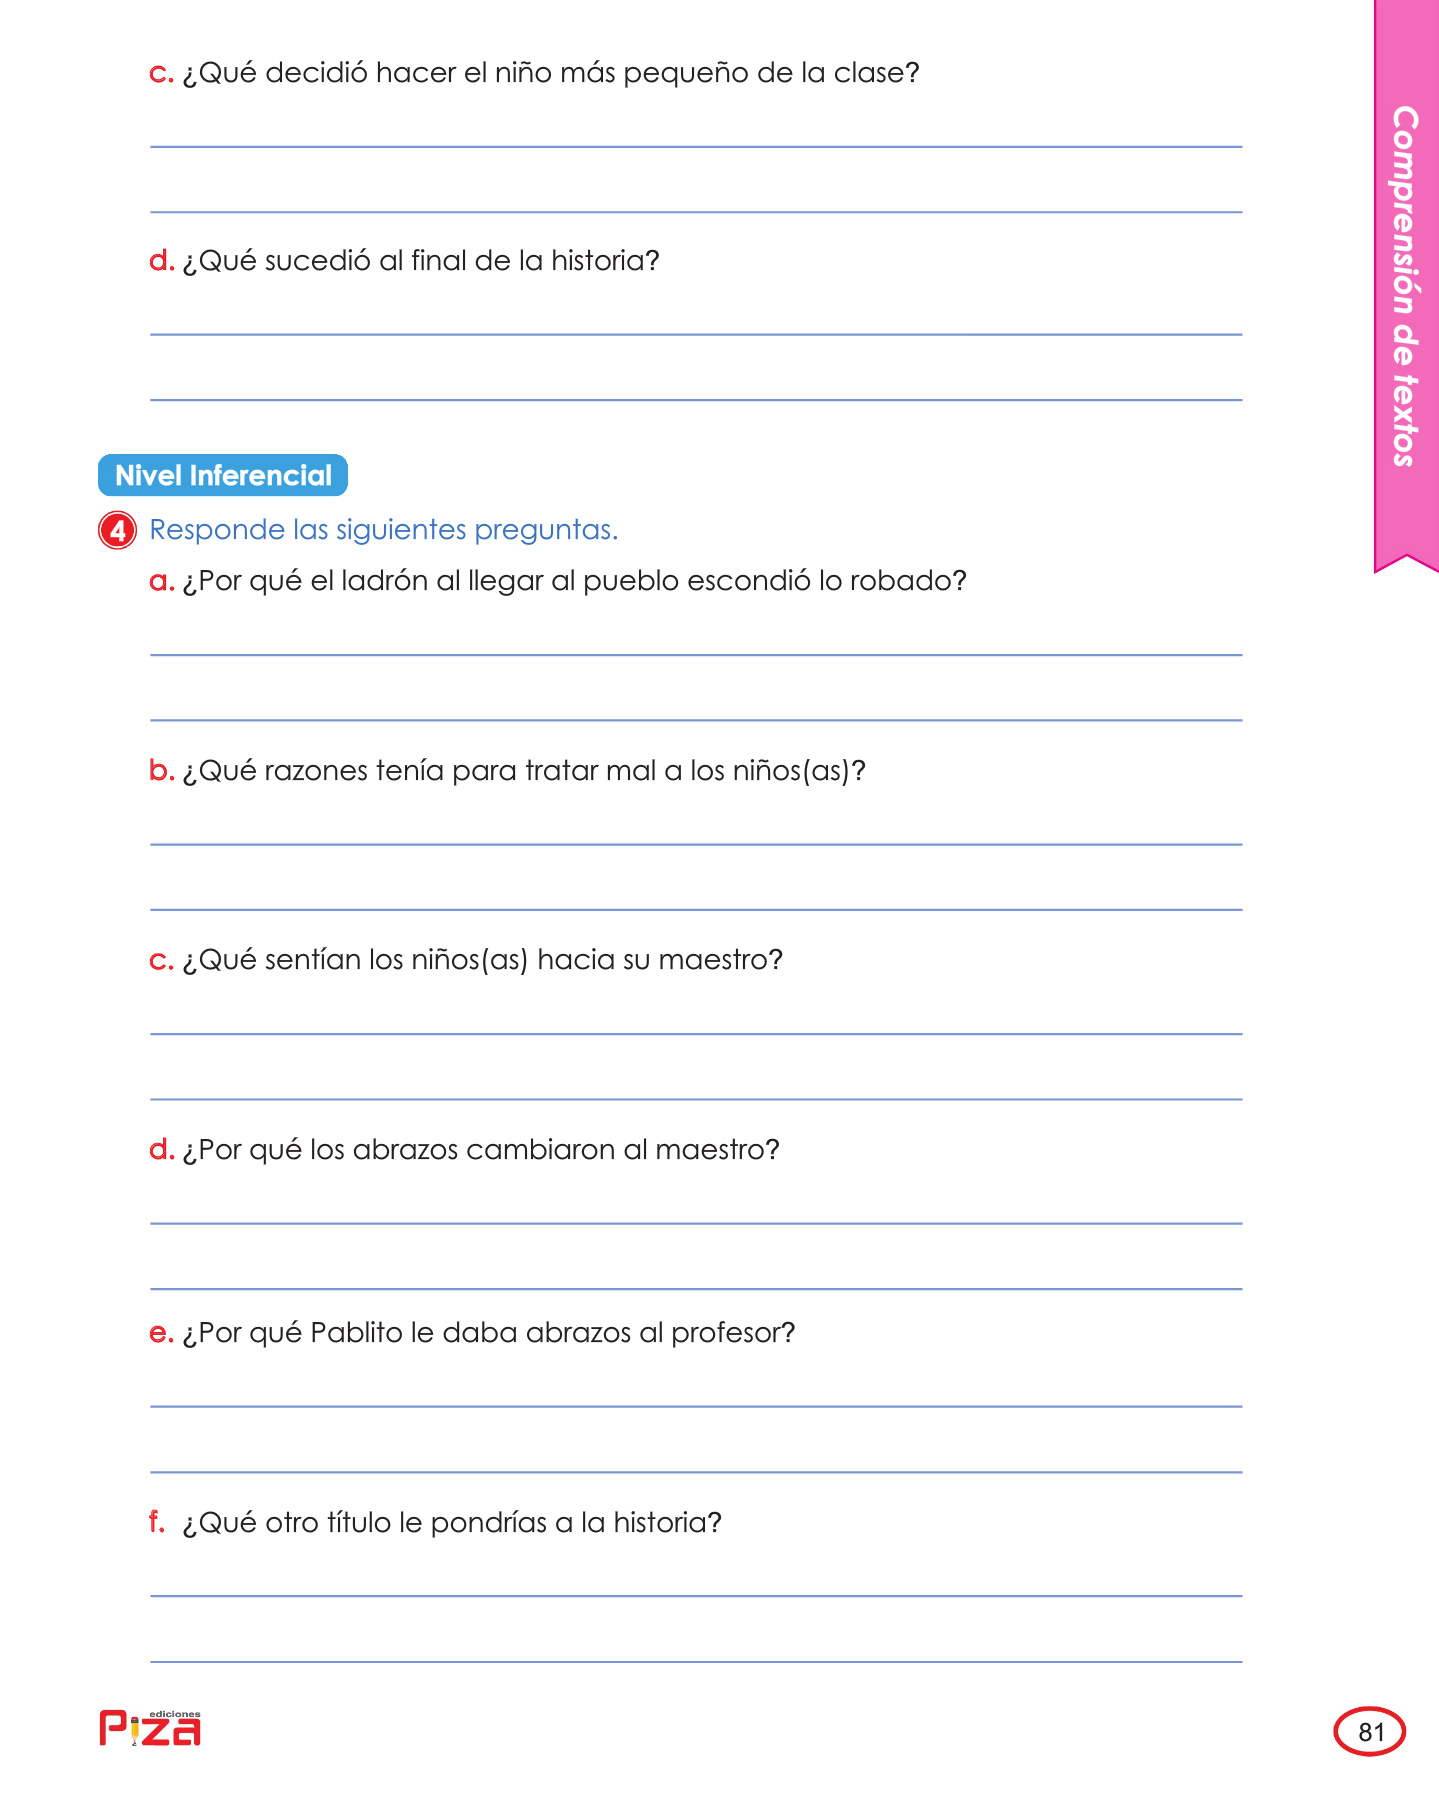 c. ¿Qué decidió hacer el niño más pequeño de la clase?
d. ¿Qué sucedió al final de la historia?
Nivel Inferencial
4 Responde las siguientes preguntas.
a. ¿Por qué el ladrón al llegar al pueblo escondió lo robado?
b. ¿Qué razones tenía para tratar mal a los niños(as)?
c. ¿Qué sentían los niños(as) hacia su maestro?
d. ¿Por qué los abrazos cambiaron al maestro?
e. ¿Por qué Pablito le daba abrazos al profesor?
f. ¿Qué otro título le pondrías a la historia?
Comprensión de textos
ediciones
Piza
81